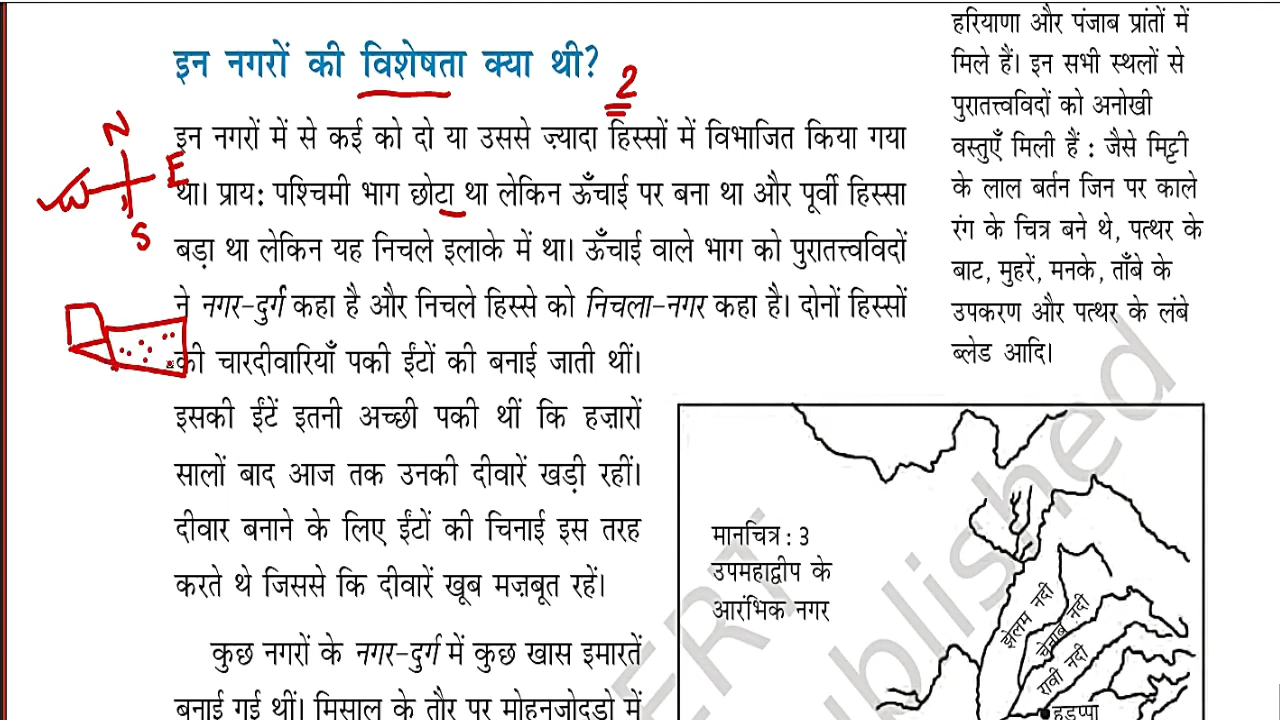 इन नगरों की विशेषता क्या थी?
2
इन नगरों में से कई को दो या उससे ज़्यादा हिस्सों में विभाजित किया गया
था। प्राय: पश्चिमी भाग छोटा था लेकिन ऊँचाई पर बना था और पूर्वी हिस्सा
बड़ा था लेकिन यह निचले इलाके में था। ऊँचाई वाले भाग को पुरातत्त्वविदों
ने नगर-दुर्ग कहा है और निचले हिस्से को निचला-नगर कहा है। दोनों हिस्सों
की चारदीवारियाँ पकी ईंटों की बनाई जाती थीं।
इसकी ईंटें इतनी अच्छी पकी थीं कि हज़ारों
सालों बाद आज तक उनकी दीवारें खड़ी रहीं।
दीवार बनाने के लिए ईंटों की चिनाई इस तरह
करते थे जिससे कि दीवारें खूब मज़बूत रहें।
कुछ नगरों के नगर-दुर्ग में कुछ खास इमारतें
बनाई गई थीं। मिसाल के तौर पर मोहनजोदड़ो में
N
E
W
S
हरियाणा और पंजाब प्रांतों में
मिले हैं। इन सभी स्थलों से
पुरातत्त्वविदों को अनोखी
वस्तुएँ मिली हैं : जैसे मिट्टी
के लाल बर्तन जिन पर काले
रंग के चित्र बने थे, पत्थर के
बाट, मुहरें, मनके, ताँबे के
उपकरण और पत्थर के लंबे
ब्लेड आदि।
मानचित्र : 3
उपमहाद्वीप के
आरंभिक नगर
झेलम नदी
चेनाब नदी
रावी नदी
हड़प्पा